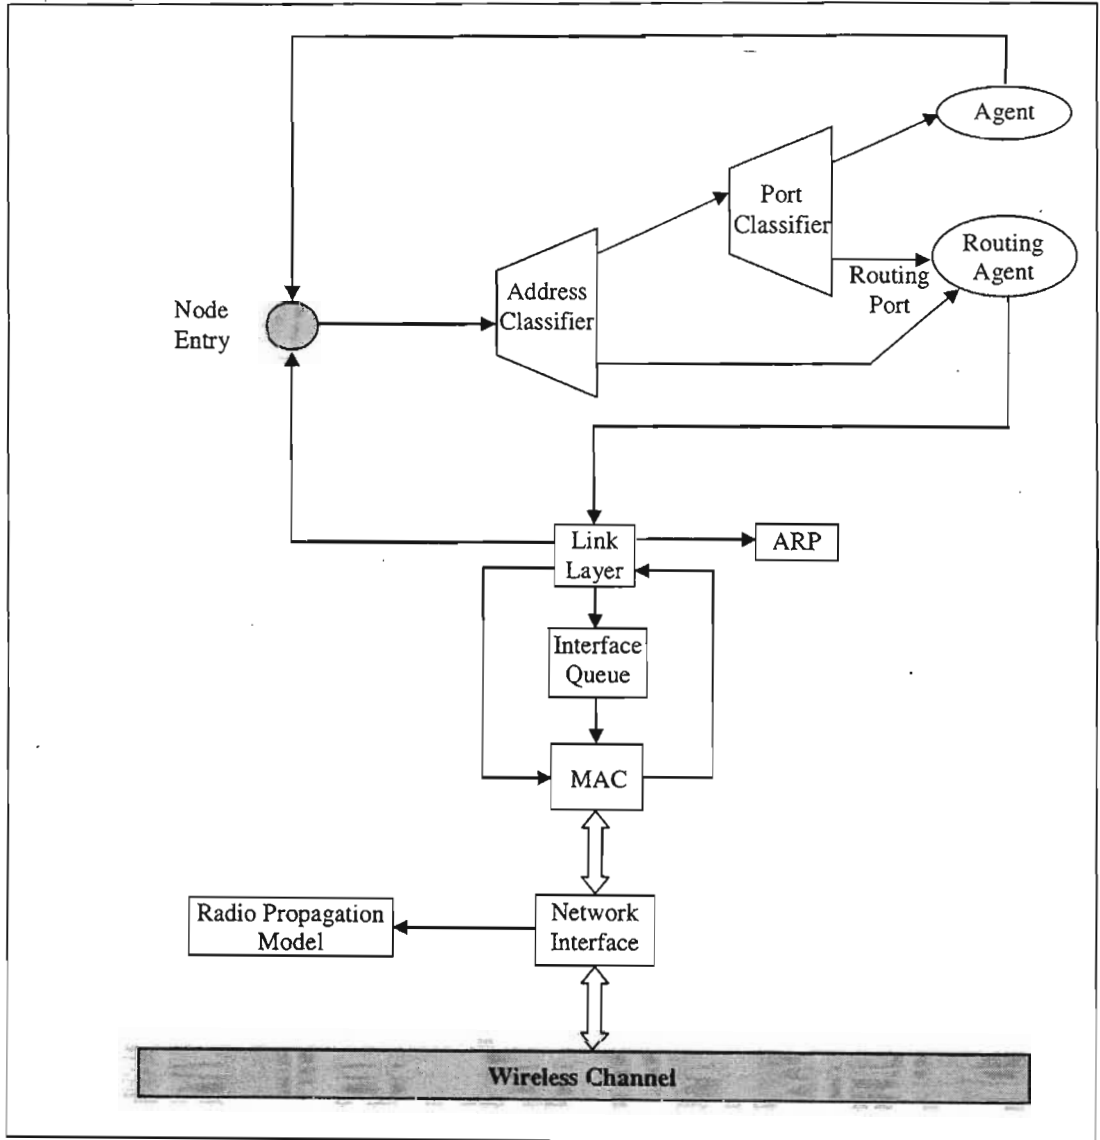 Agent
Port
Classifier
Routing
Agent
Routing
Port
Address
Classifier
Node
Entry
Link
Layer
ARP
Interface
Queue
MAC
Radio Propagation
Model
Network
Interface
Wireless Channel